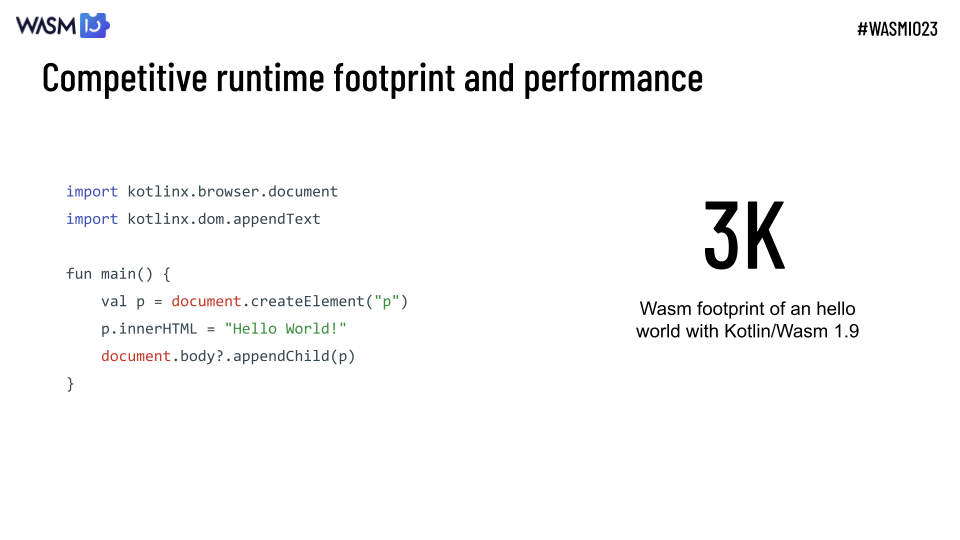 WASM IO
#WASMIO23
Competitive runtime footprint and performance
import kotlinx.browser.document
import kotlinx.dom.appendText
fun main() {
    val p = document.createElement("p")
    p.innerHTML = "Hello World!"
    document.body?.appendChild(p)
}
3K
Wasm footprint of an hello
world with Kotlin/Wasm 1.9